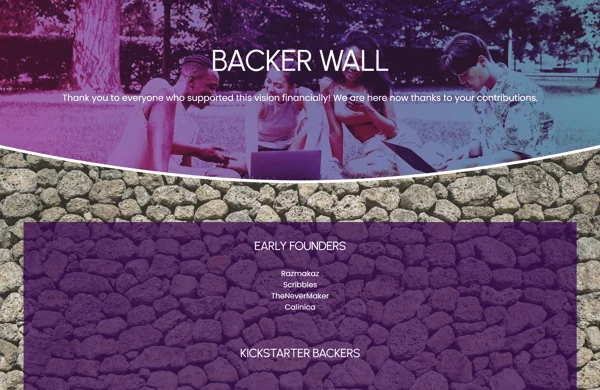 BACKER WALL
Thank you to everyone who supported this vision financially! We are here now thanks to your contributions.
EARLY FOUNDERS
Razmakaz
Scribbles
TheNeverMaker
Calinica
KICKSTARTER BACKERS